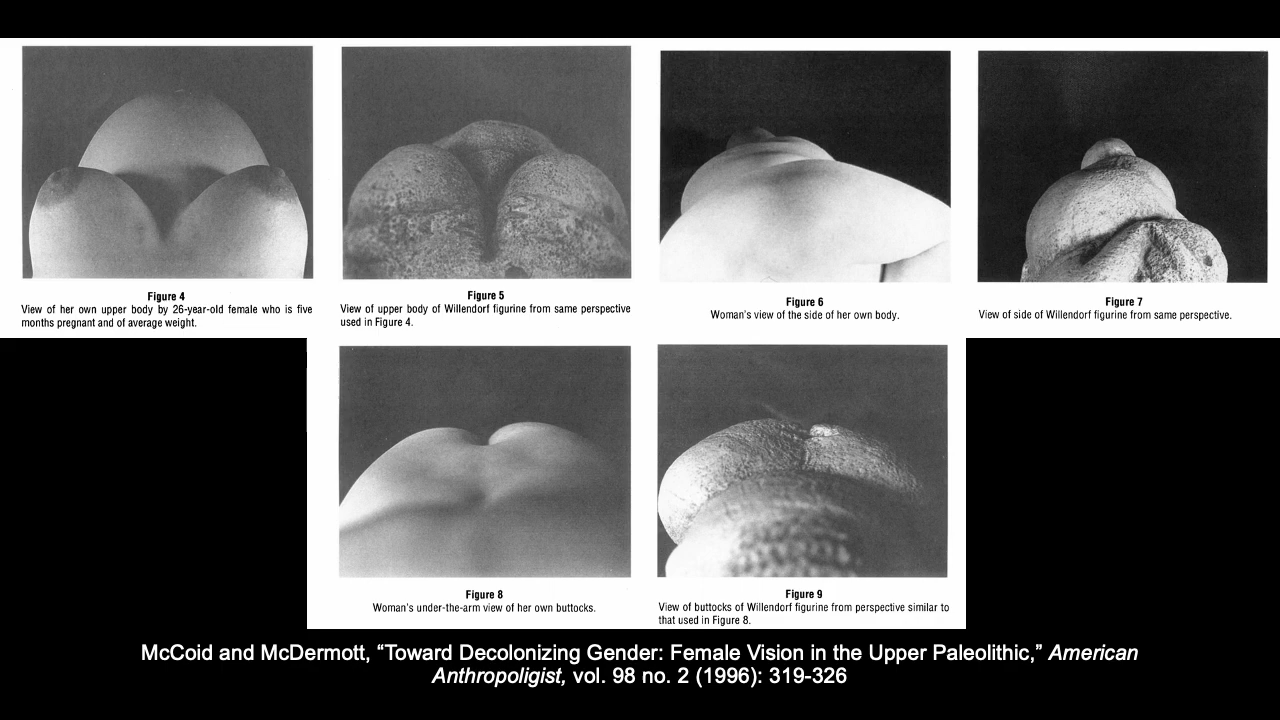 Figure 4
View of her own upper body by 26-year-old female who is five
months pregnant and of average weight.
Figure 5
View of upper body of Willendorf figurine from same perspective
used in Figure 4.
Figure 6
Woman's view of the side of her own body.
Figure 7
View of side of Willendorf figurine from same perspective.
Figure 8
Woman's under-the-arm view of her own buttocks.
Figure 9
View of buttocks of Willendorf figurine from perspective similar to
that used in Figure 8.
McCoid and McDermott, “Toward Decolonizing Gender: Female Vision in the Upper Paleolithic,” American
Anthropoligist, vol. 98 no. 2 (1996): 319-326